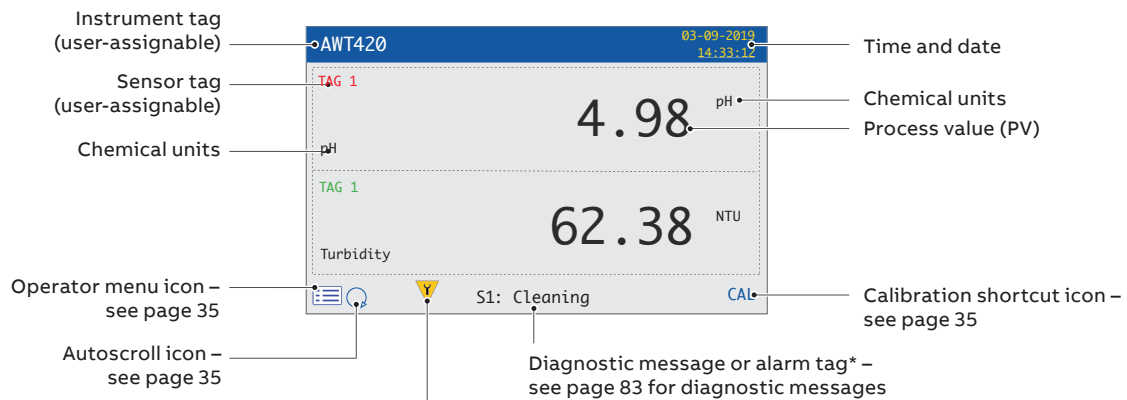 Instrument tag
(user-assignable)
AWT420
03-09-2019
14:33:12
Time and date
Sensor tag
(user-assignable)
TAG 1
4.98
pH
Chemical units
Process value (PV)
Chemical units
pH
TAG 1
62.38
NTU
Turbidity
Operator menu icon –
see page 35
S1: Cleaning
CAL
Calibration shortcut icon –
see page 35
Autoscroll icon –
see page 35
Diagnostic message or alarm tag* –
see page 83 for diagnostic messages